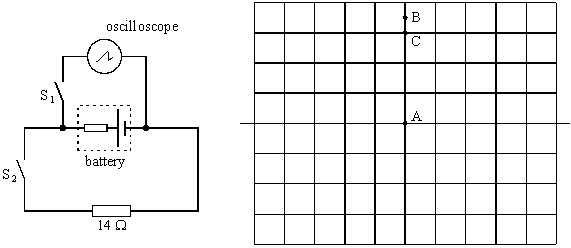 oscilloscope
S1
battery
S2
14 Ω
B
C
A